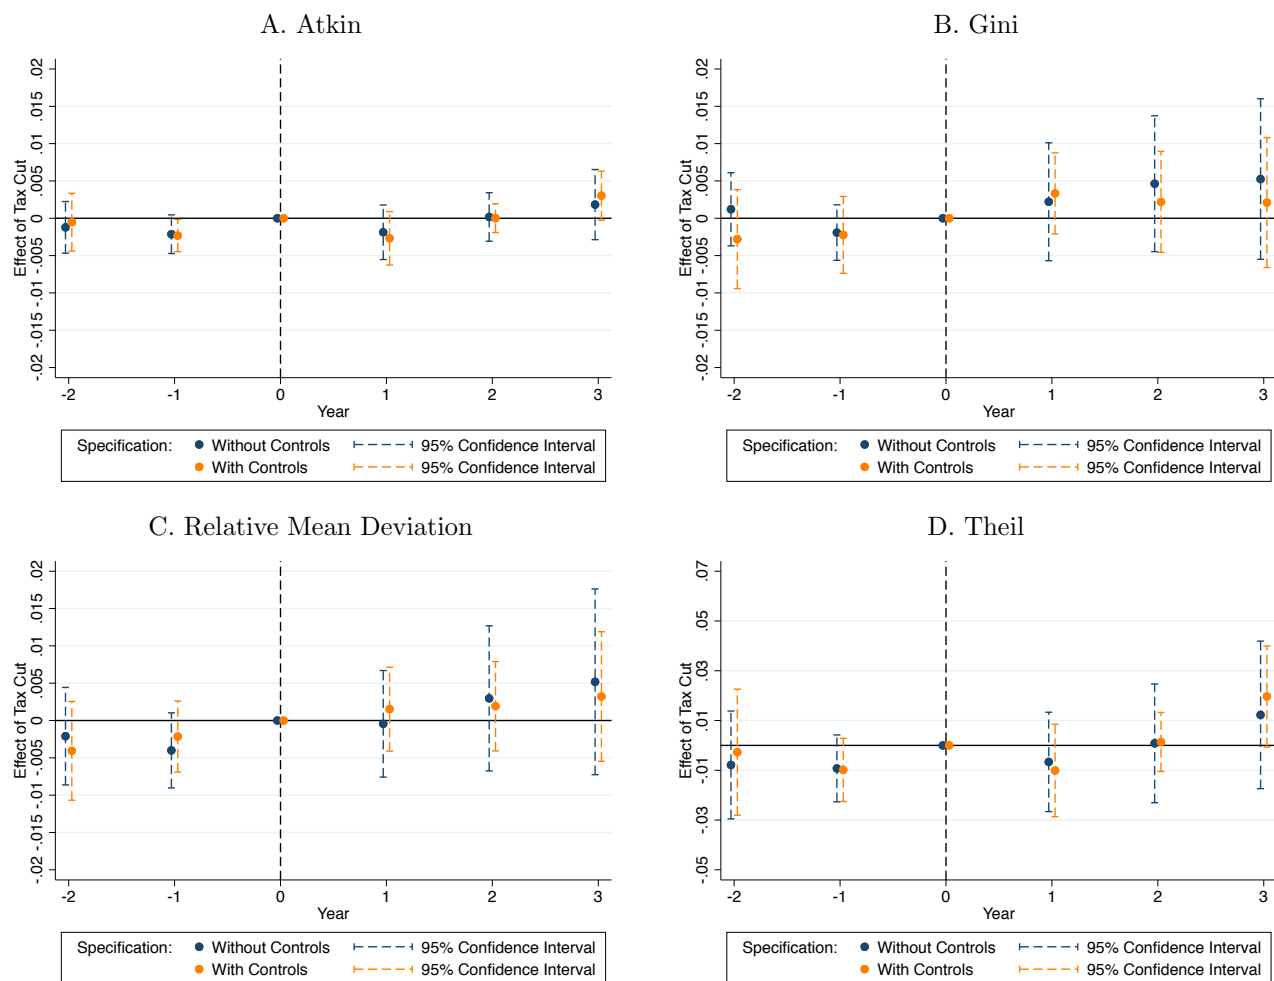 A. Atkin
Effect of Tax Cut
.02
.015
.01
.005
0
-.005
-.01
-.015
-.02
-2 -1 0 1 2 3
Year
Specification: Without Controls 95% Confidence Interval
With Controls 95% Confidence Interval
B. Gini
Effect of Tax Cut
.02
.015
.01
.005
0
-.005
-.01
-.015
-.02
-2 -1 0 1 2 3
Year
Specification: Without Controls 95% Confidence Interval
With Controls 95% Confidence Interval
C. Relative Mean Deviation
Effect of Tax Cut
.02
.015
.01
.005
0
-.005
-.01
-.015
-.02
-2 -1 0 1 2 3
Year
Specification: Without Controls 95% Confidence Interval
With Controls 95% Confidence Interval
D. Theil
Effect of Tax Cut
.07
.05
.03
.01
-.01
-.03
-.05
-2 -1 0 1 2 3
Year
Specification: Without Controls 95% Confidence Interval
With Controls 95% Confidence Interval